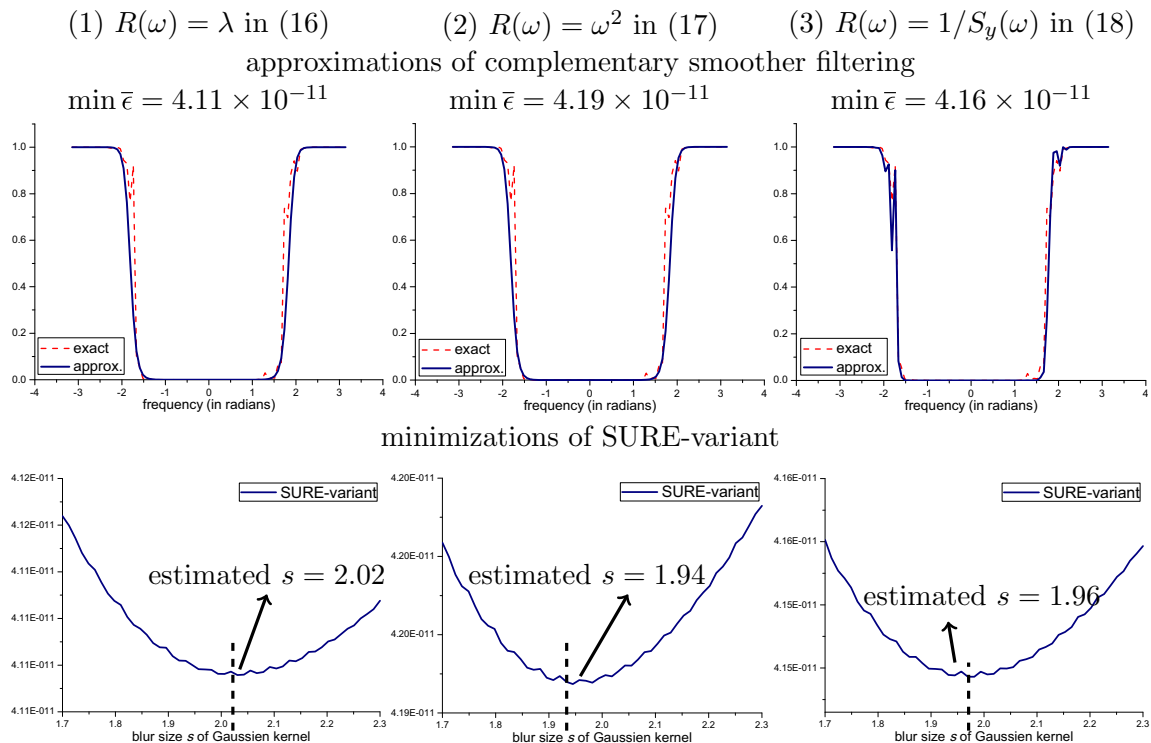 (1) R(ω) = λ in (16)
(2) R(ω) = ω² in (17)
(3) R(ω) = 1/S_y(ω) in (18)
approximations of complementary smoother filtering
min ϵ̅ = 4.11 × 10⁻¹¹
min ϵ̅ = 4.19 × 10⁻¹¹
min ϵ̅ = 4.16 × 10⁻¹¹
1.0
0.8
0.6
0.4
0.2
0.0
exact
approx.
-4 -3 -2 -1 0 1 2 3 4
frequency (in radians)
1.0
0.8
0.6
0.4
0.2
0.0
exact
approx.
-4 -3 -2 -1 0 1 2 3 4
frequency (in radians)
1.0
0.8
0.6
0.4
0.2
0.0
exact
approx.
-4 -3 -2 -1 0 1 2 3 4
frequency (in radians)
minimizations of SURE-variant
4.12E-011
4.12E-011
4.11E-011
4.11E-011
4.11E-011
4.11E-011
SURE-variant
estimated s = 2.02
1.7 1.8 1.9 2.0 2.1 2.2 2.3
blur size s of Gaussian kernel
4.20E-011
4.20E-011
4.20E-011
4.19E-011
SURE-variant
estimated s = 1.94
1.7 1.8 1.9 2.0 2.1 2.2 2.3
blur size s of Gaussien kernel
4.16E-011
4.16E-011
4.15E-011
4.15E-011
SURE-variant
estimated s = 1.96
1.7 1.8 1.9 2.0 2.1 2.2 2.3
blur size s of Gaussian kernel